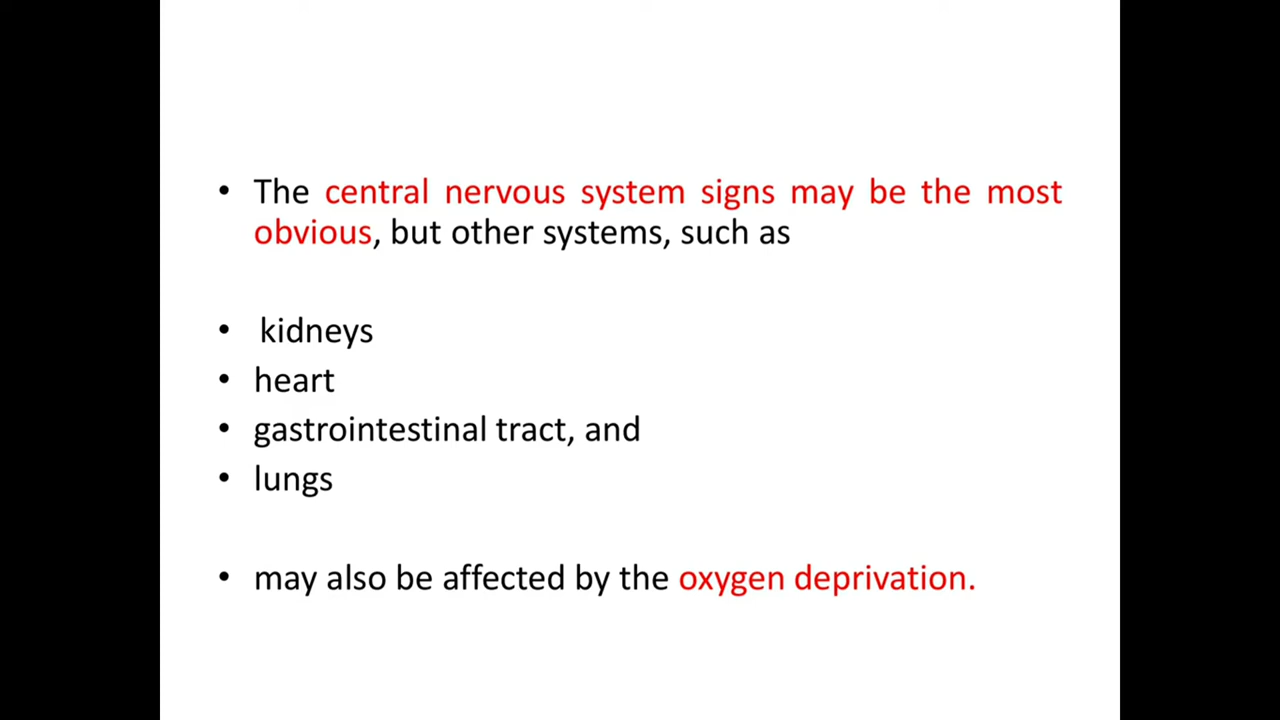 • The central nervous system signs may be the most
obvious, but other systems, such as
• kidneys
• heart
• gastrointestinal tract, and
• lungs
• may also be affected by the oxygen deprivation.